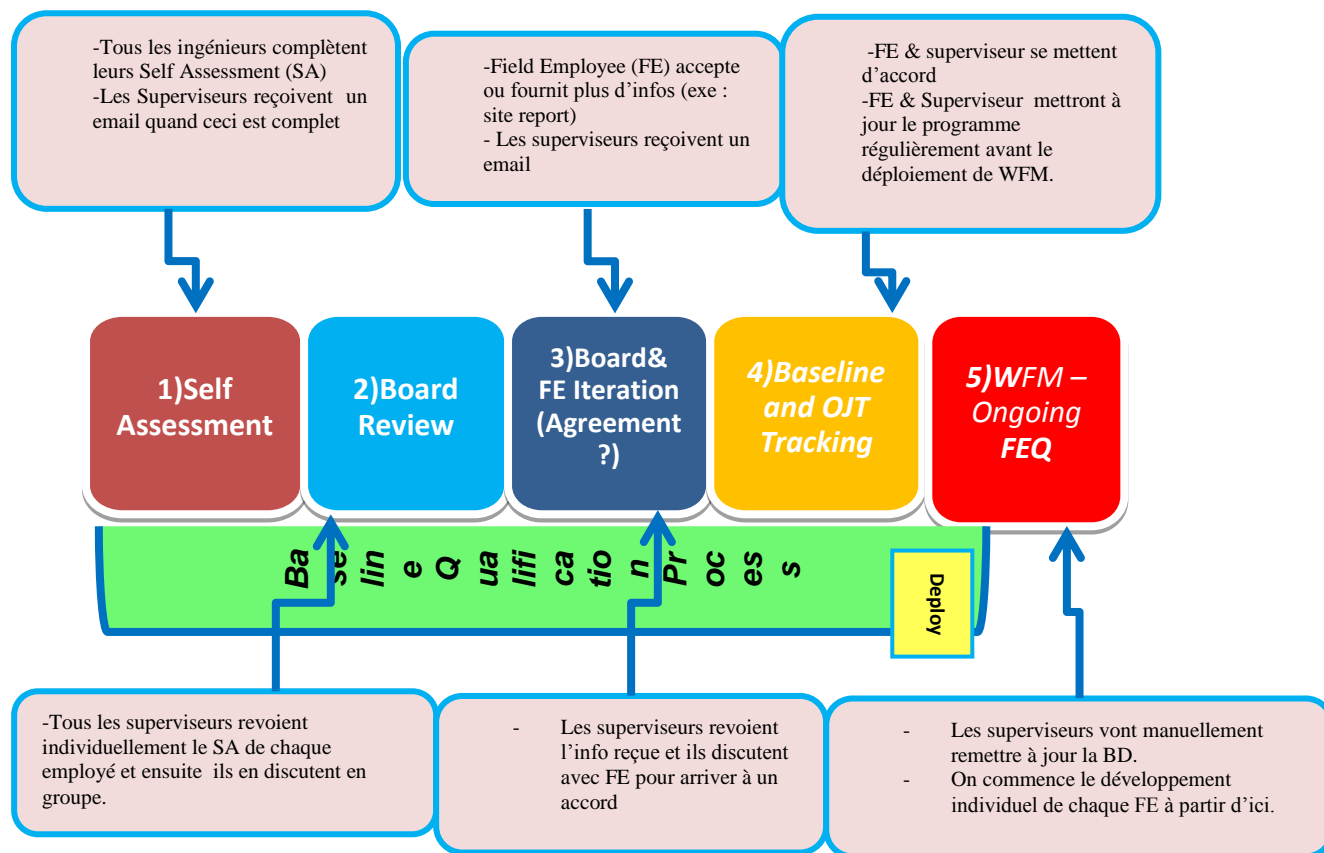 -Tous les ingénieurs complètent
leurs Self Assessment (SA)
-Les Superviseurs reçoivent un
email quand ceci est complet
-Field Employee (FE) accepte
ou fournit plus d’infos (exe :
site report)
- Les superviseurs reçoivent un
email
-FE & superviseur se mettent
d’accord
-FE & Superviseur mettront à
jour le programme
régulièrement avant le
déploiement de WFM.
1)Self
Assessment
2)Board
Review
3)Board&
FE Iteration
(Agreement
?)
4)Baseline
and OJT
Tracking
5)WFM –
Ongoing
FEQ
Ba
se
lin
e
Q
ua
lifi
ca
tio
n
Pr
oc
es
s
Deploy
-Tous les superviseurs revoient
individuellement le SA de chaque
employé et ensuite ils en discutent en
groupe.
- Les superviseurs revoient
l’info reçue et ils discutent
avec FE pour arriver à un
accord
- Les superviseurs vont manuellement
remettre à jour la BD.
- On commence le développement
individuel de chaque FE à partir d’ici.